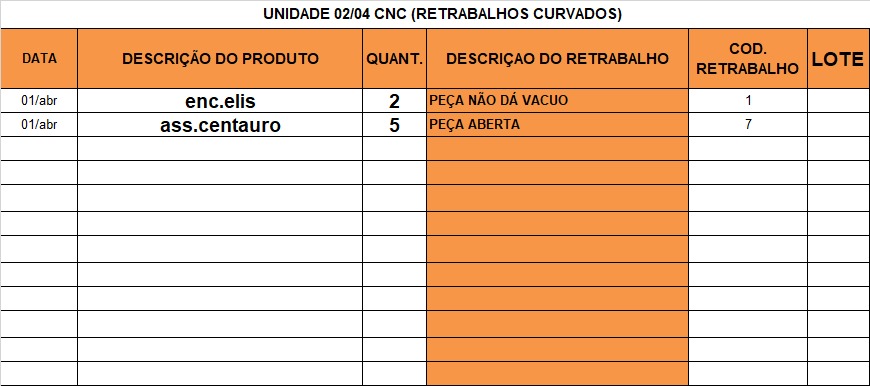 UNIDADE 02/04 CNC (RETRABALHOS CURVADOS)
DATA DESCRIÇÃO DO PRODUTO QUANT. DESCRIÇAO DO RETRABALHO COD. RETRABALHO LOTE
01/abr enc.elis 2 PEÇA NÃO DÁ VACUO 1
01/abr ass.centauro 5 PEÇA ABERTA 7